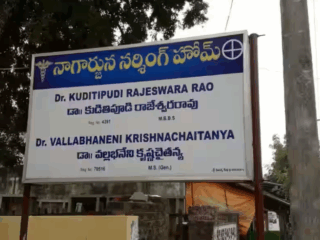 నాగార్జున నర్సింగ్ హోమ్
Dr. KUDITIPUDI RAJESWARA RAO
డా॥ కుడితిపూడి రాజేశ్వరరావు
M.B.B.S
Dr. VALLABHANENI KRISHNACHAITANYA
డా॥ వల్లభనేని కృష్ణచైతన్య
M.S. (Gen.)